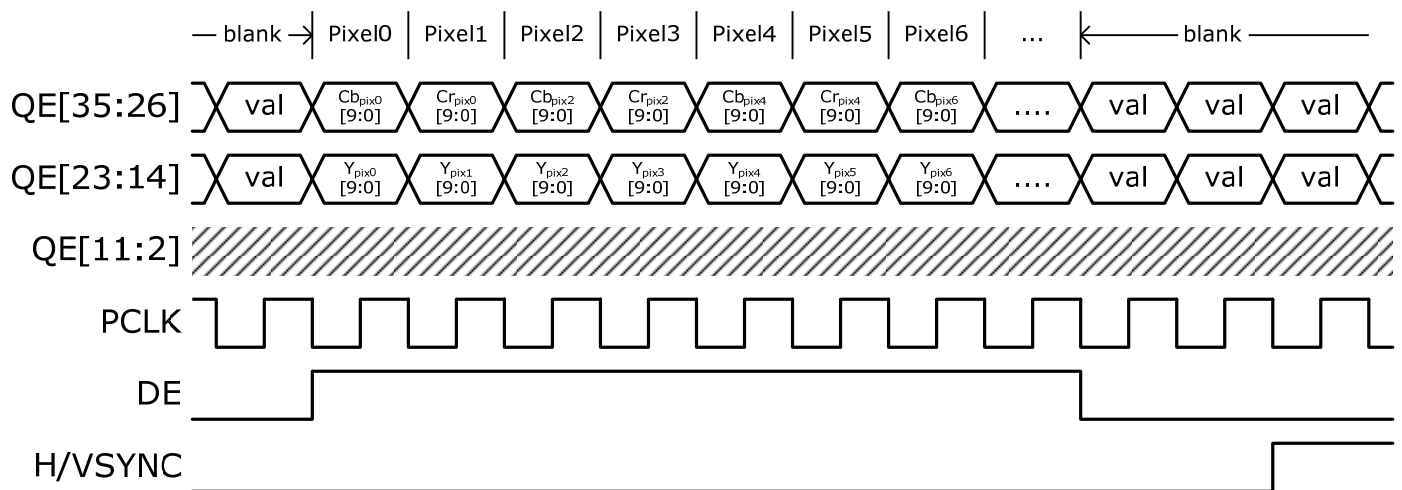 blank Pixel0 Pixel1 Pixel2 Pixel3 Pixel4 Pixel5 Pixel6 ... blank
QE[35:26] val Cbpix0 [9:0] Crpix0 [9:0] Cbpix2 [9:0] Crpix2 [9:0] Cbpix4 [9:0] Crpix4 [9:0] Cbpix6 [9:0] .... val val val
QE[23:14] val Ypix0 [9:0] Ypix1 [9:0] Ypix2 [9:0] Ypix3 [9:0] Ypix4 [9:0] Ypix5 [9:0] Ypix6 [9:0] .... val val val
QE[11:2]
PCLK
DE
H/VSYNC